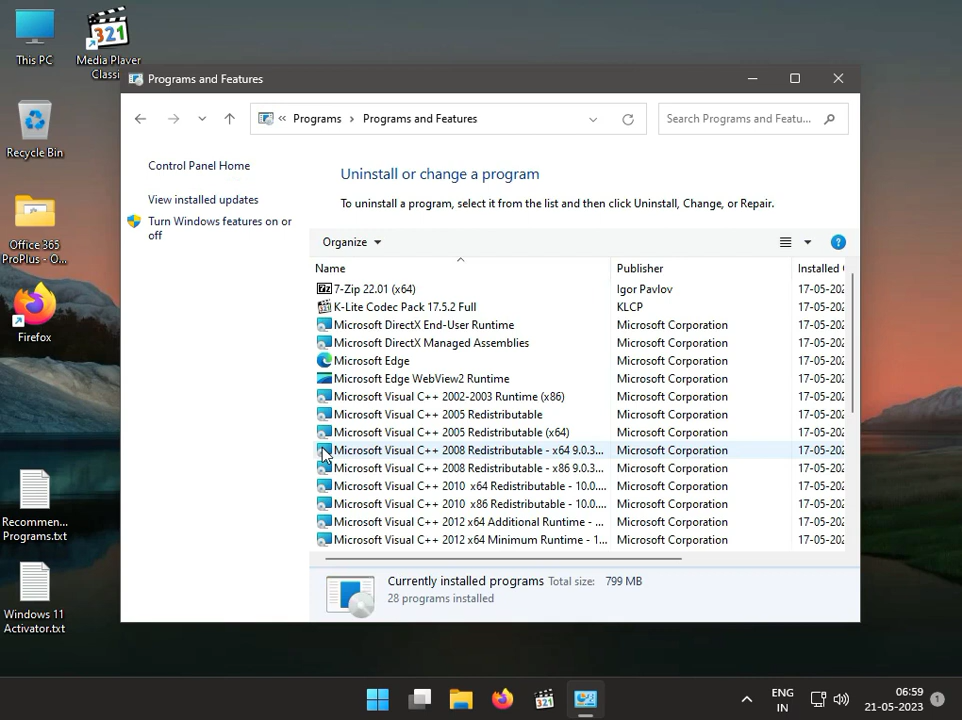 This PC
Media Player
Classi
Recycle Bin
Office 365
ProPlus - O...
Firefox
Recommen...
Programs.txt
Windows 11
Activator.txt
Programs and Features
Programs
Programs and Features
Search Programs and Featu...
Control Panel Home
View installed updates
Turn Windows features on or
off
Uninstall or change a program
To uninstall a program, select it from the list and then click Uninstall, Change, or Repair.
Organize
Name Publisher Installed
7-Zip 22.01 (x64) Igor Pavlov 17-05-202
K-Lite Codec Pack 17.5.2 Full KLCP 17-05-202
Microsoft DirectX End-User Runtime Microsoft Corporation 17-05-202
Microsoft DirectX Managed Assemblies Microsoft Corporation 17-05-202
Microsoft Edge Microsoft Corporation 17-05-202
Microsoft Edge WebView2 Runtime Microsoft Corporation 17-05-202
Microsoft Visual C++ 2002-2003 Runtime (x86) Microsoft Corporation 17-05-202
Microsoft Visual C++ 2005 Redistributable Microsoft Corporation 17-05-202
Microsoft Visual C++ 2005 Redistributable (x64) Microsoft Corporation 17-05-202
Microsoft Visual C++ 2008 Redistributable - x64 9.0.3... Microsoft Corporation 17-05-202
Microsoft Visual C++ 2008 Redistributable - x86 9.0.3... Microsoft Corporation 17-05-202
Microsoft Visual C++ 2010 x64 Redistributable - 10.0.... Microsoft Corporation 17-05-202
Microsoft Visual C++ 2010 x86 Redistributable - 10.0.... Microsoft Corporation 17-05-202
Microsoft Visual C++ 2012 x64 Additional Runtime - ... Microsoft Corporation 17-05-202
Microsoft Visual C++ 2012 x64 Minimum Runtime - 1... Microsoft Corporation 17-05-202
Currently installed programs Total size: 799 MB
28 programs installed
321
321
ENG
IN
06:59
21-05-2023
1